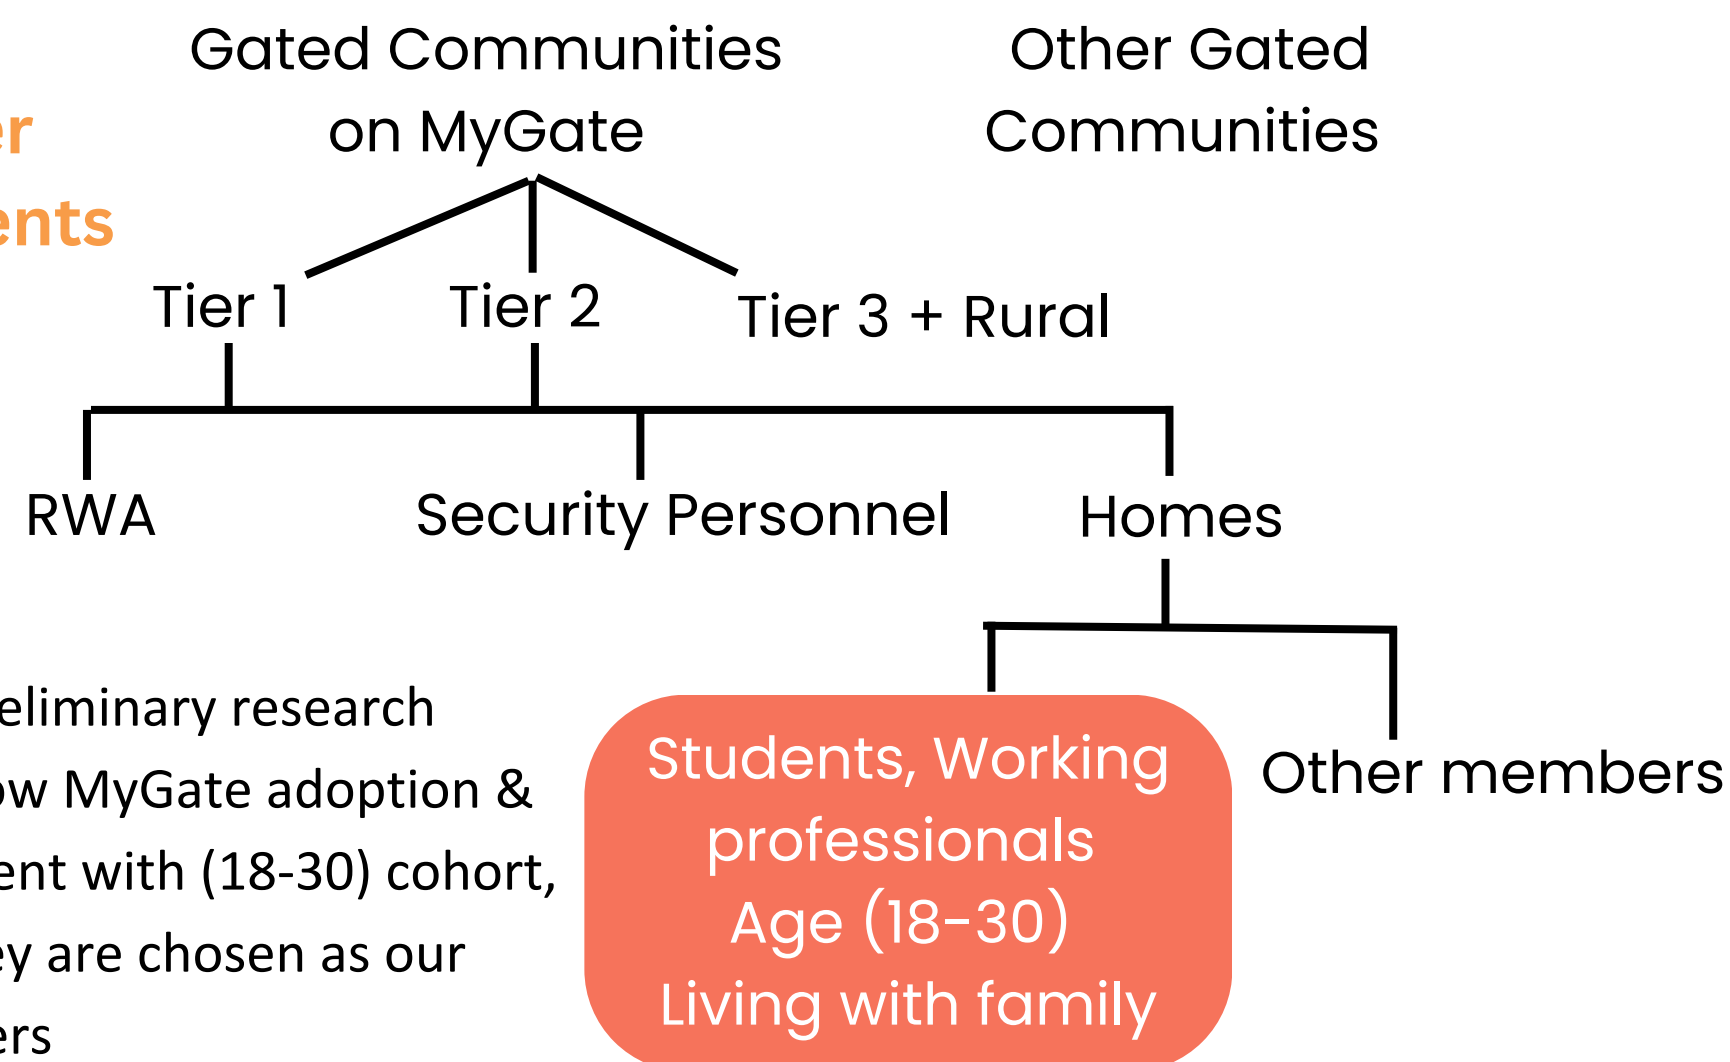 Gated Communities
on MyGate
Other Gated
Communities
er
ents
Tier 1
Tier 2
Tier 3 + Rural
RWA
Security Personnel
Homes
eliminary research
ow MyGate adoption &
ent with (18-30) cohort,
ey are chosen as our
ers
Students, Working
professionals
Age (18-30)
Living with family
Other members